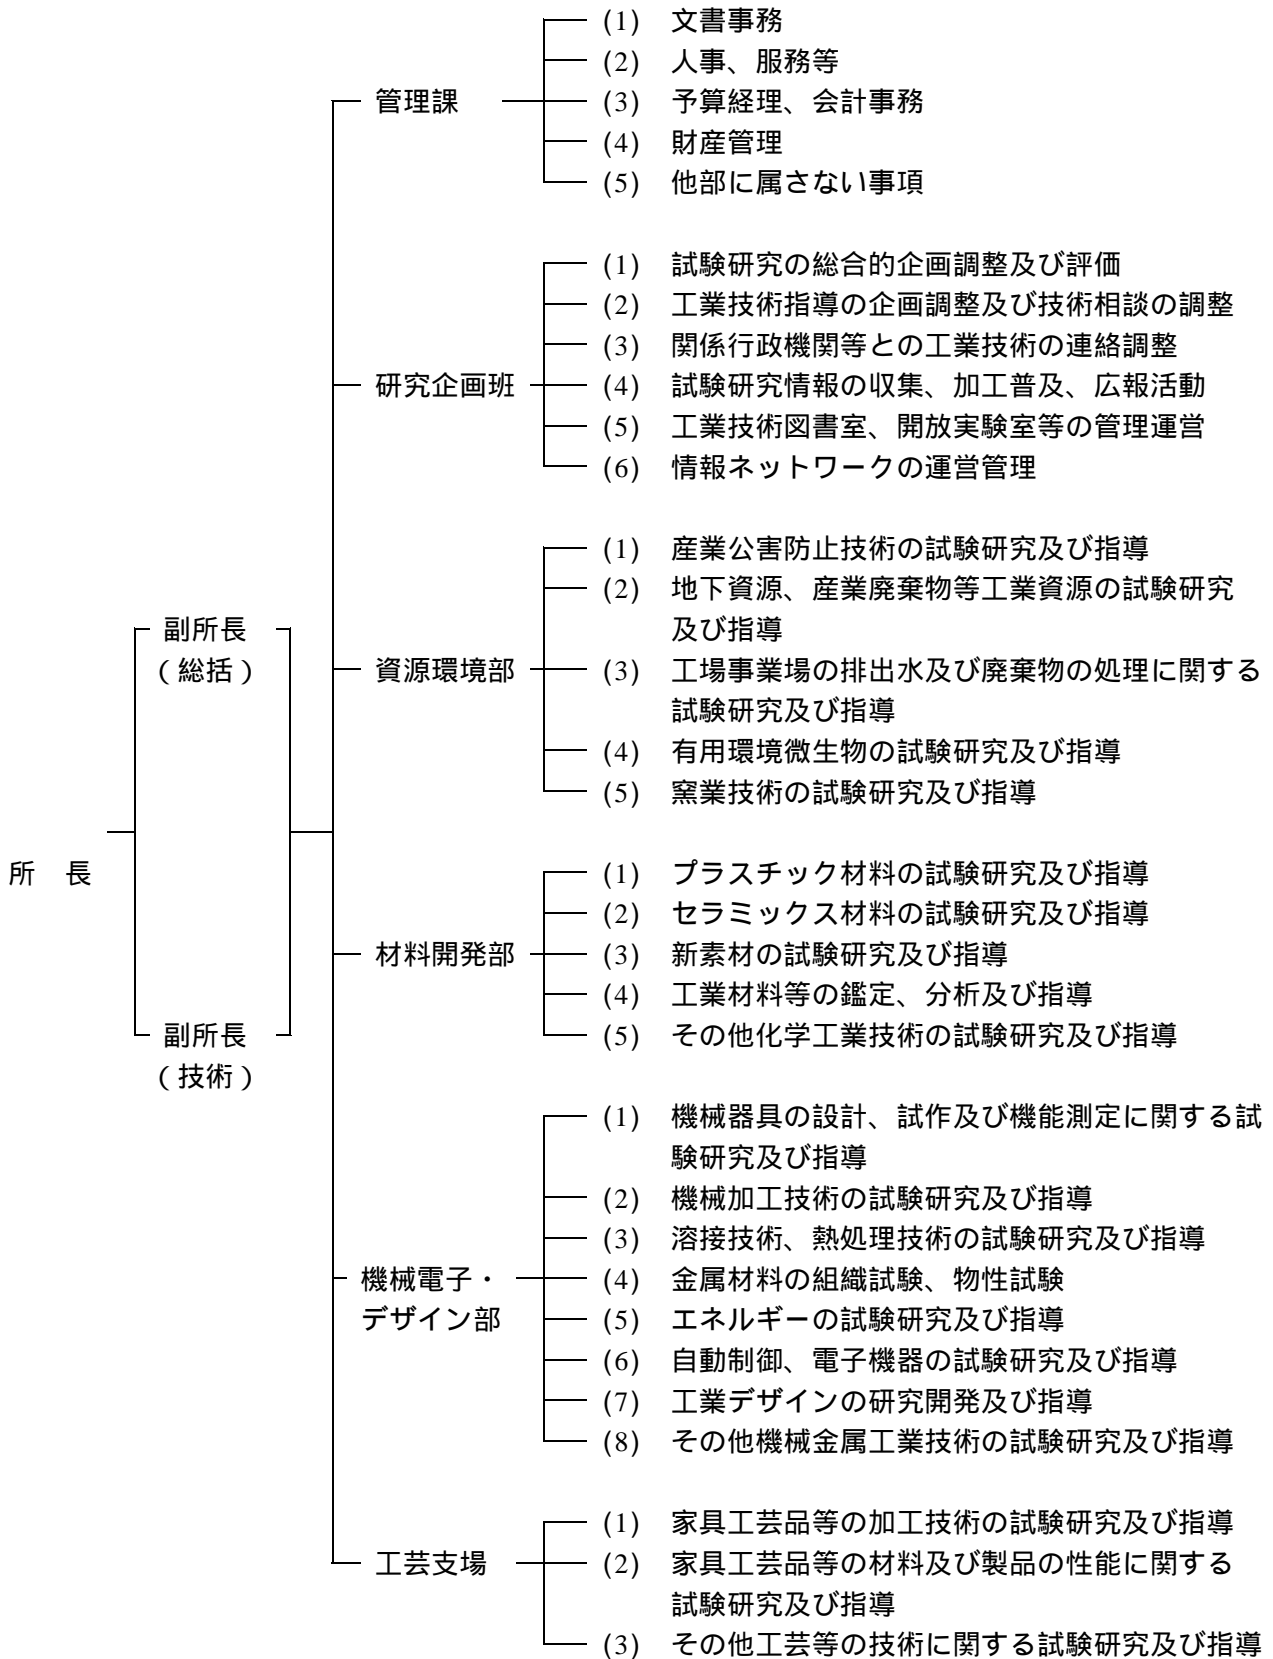 所　長
副所長
（総括）
副所長
（技術）
管理課
(1)　文書事務
(2)　人事、服務等
(3)　予算経理、会計事務
(4)　財産管理
(5)　他部に属さない事項
研究企画班
(1)　試験研究の総合的企画調整及び評価
(2)　工業技術指導の企画調整及び技術相談の調整
(3)　関係行政機関等との工業技術の連絡調整
(4)　試験研究情報の収集、加工普及、広報活動
(5)　工業技術図書室、開放実験室等の管理運営
(6)　情報ネットワークの運営管理
資源環境部
(1)　産業公害防止技術の試験研究及び指導
(2)　地下資源、産業廃棄物等工業資源の試験研究
及び指導
(3)　工場事業場の排出水及び廃棄物の処理に関する
試験研究及び指導
(4)　有用環境微生物の試験研究及び指導
(5)　窯業技術の試験研究及び指導
材料開発部
(1)　プラスチック材料の試験研究及び指導
(2)　セラミックス材料の試験研究及び指導
(3)　新素材の試験研究及び指導
(4)　工業材料等の鑑定、分析及び指導
(5)　その他化学工業技術の試験研究及び指導
機械電子・
デザイン部
(1)　機械器具の設計、試作及び機能測定に関する試
験研究及び指導
(2)　機械加工技術の試験研究及び指導
(3)　溶接技術、熱処理技術の試験研究及び指導
(4)　金属材料の組織試験、物性試験
(5)　エネルギーの試験研究及び指導
(6)　自動制御、電子機器の試験研究及び指導
(7)　工業デザインの研究開発及び指導
(8)　その他機械金属工業技術の試験研究及び指導
工芸支場
(1)　家具工芸品等の加工技術の試験研究及び指導
(2)　家具工芸品等の材料及び製品の性能に関する
試験研究及び指導
(3)　その他工芸等の技術に関する試験研究及び指導